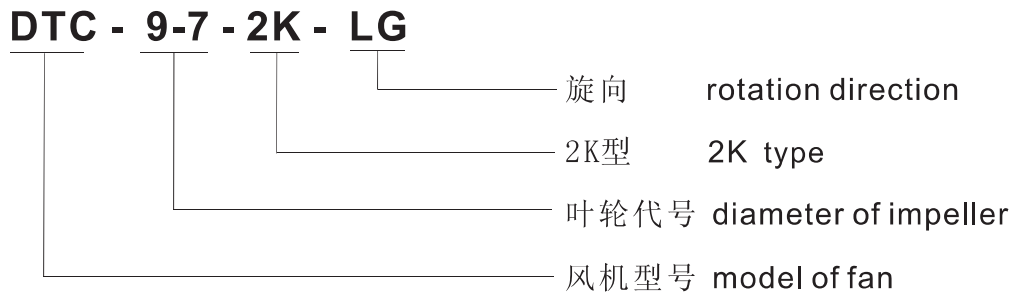 DTC - 9-7 - 2K - LG
旋向 rotation direction
2K型 2K type
叶轮代号 diameter of impeller
风机型号 model of fan